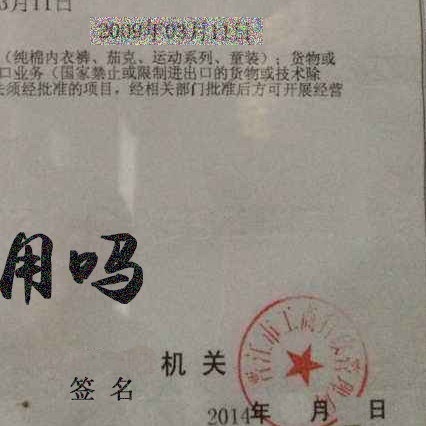 3月11日
2009年03月11日
（纯棉内衣裤、茄克、运动系列、童装）；货物或
口业务（国家禁止或限制进出口的货物或技术除
须经批准的项目，经相关部门批准后方可开展经营
用吗
机关
晋江市工商行政管理局
签名
2014年 月 日